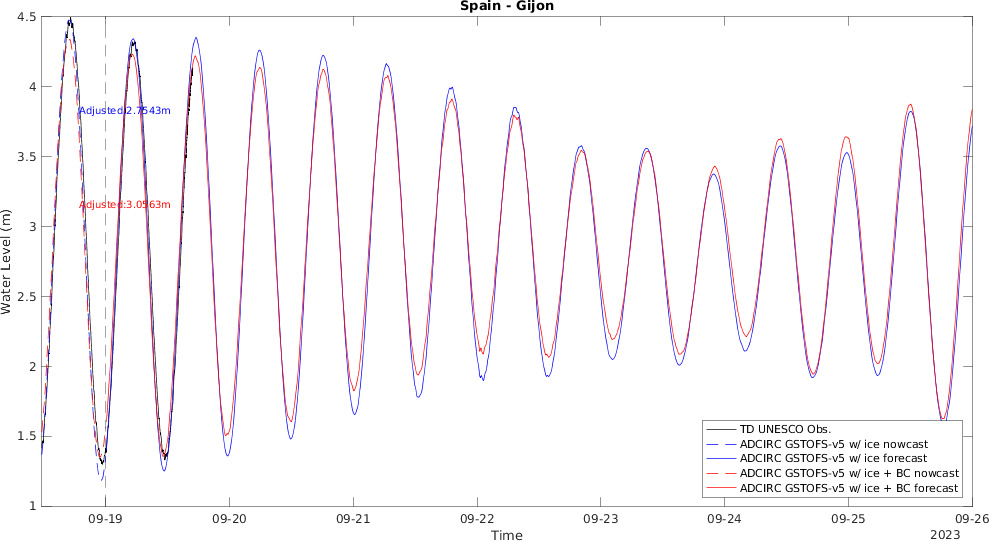 Spain - Gijon
4.5
4
3.5
3
2.5
2
1.5
1
Water Level (m)
Adjusted:2.7543m
Adjusted:3.0563m
TD UNESCO Obs.
ADCIRC GSTOFS-v5 w/ ice nowcast
ADCIRC GSTOFS-v5 w/ ice forecast
ADCIRC GSTOFS-v5 w/ ice + BC nowcast
ADCIRC GSTOFS-v5 w/ ice + BC forecast
09-19 09-20 09-21 09-22 09-23 09-24 09-25 09-26
Time
2023